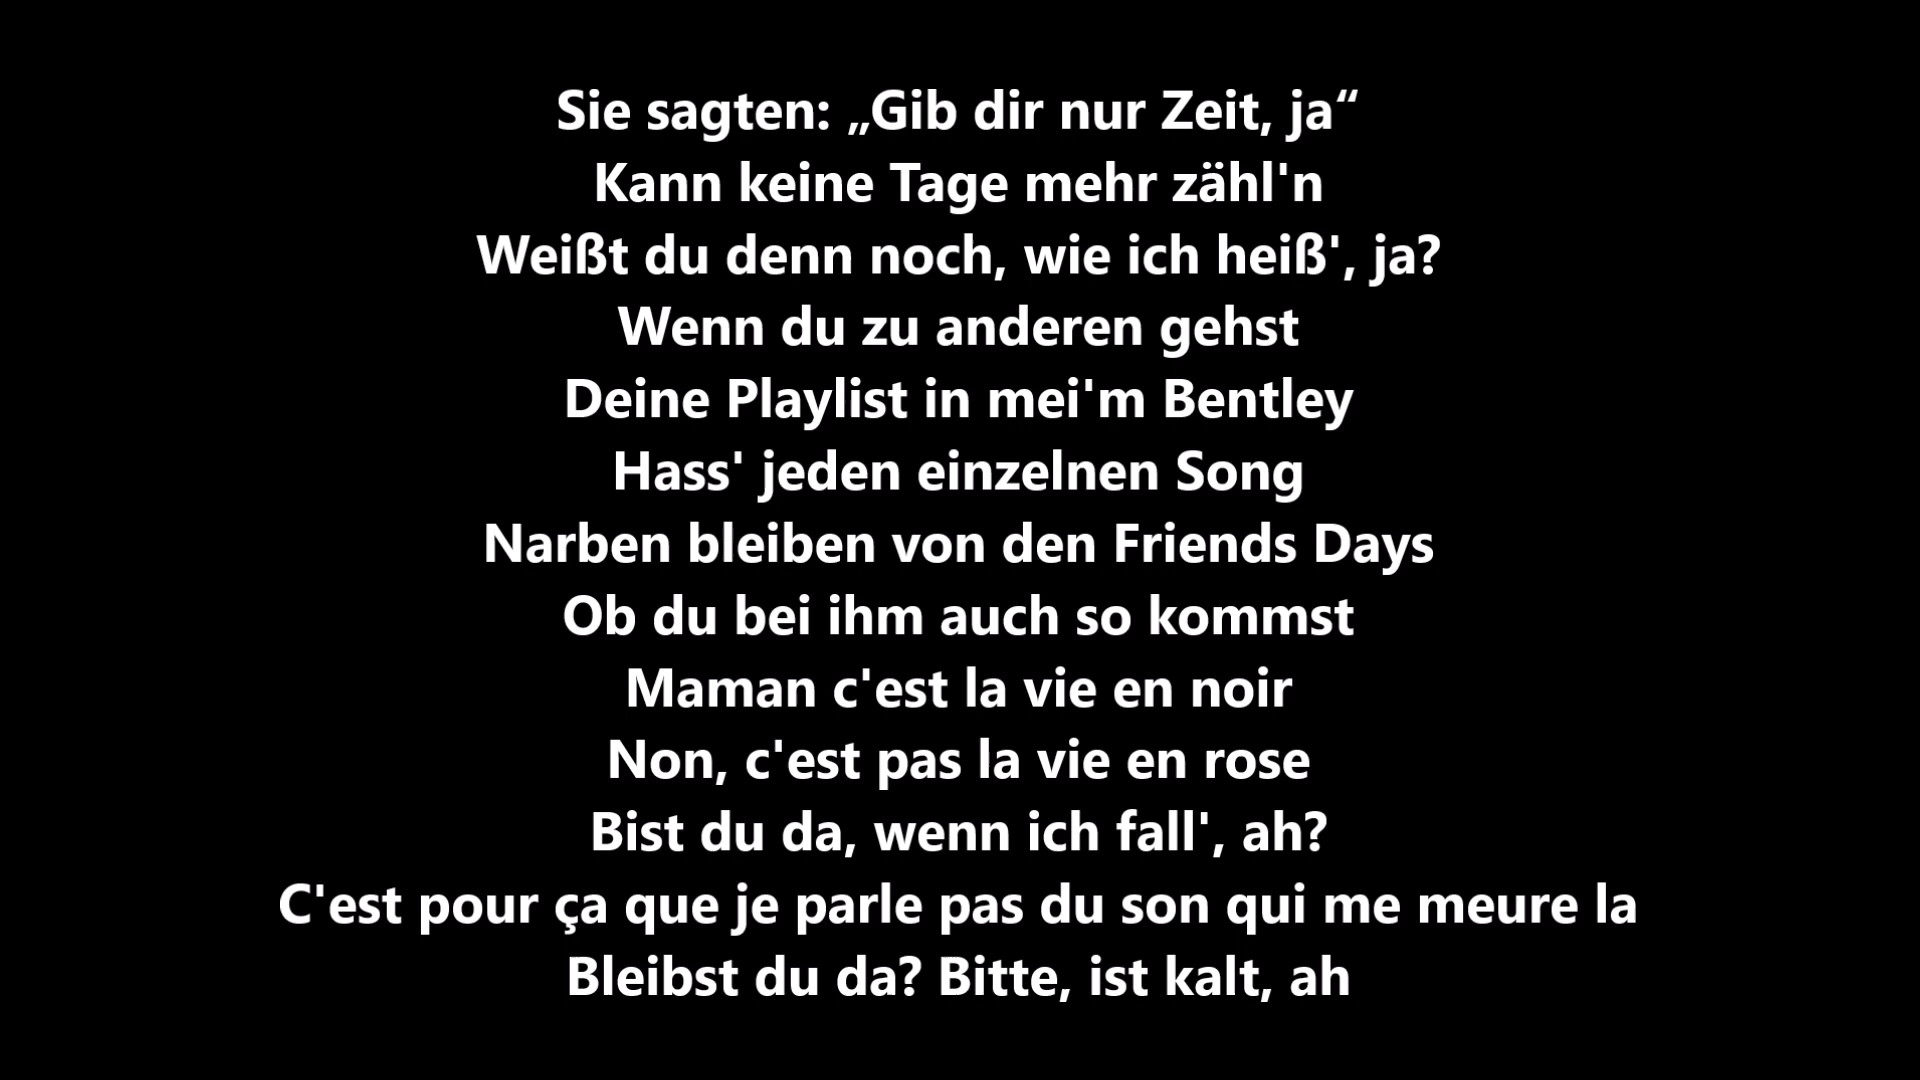 Sie sagten: „Gib dir nur Zeit, ja“
Kann keine Tage mehr zähl'n
Weißt du denn noch, wie ich heiß', ja?
Wenn du zu anderen gehst
Deine Playlist in mei'm Bentley
Hass' jeden einzelnen Song
Narben bleiben von den Friends Days
Ob du bei ihm auch so kommst
Maman c'est la vie en noir
Non, c'est pas la vie en rose
Bist du da, wenn ich fall', ah?
C'est pour ça que je parle pas du son qui me meure la
Bleibst du da? Bitte, ist kalt, ah